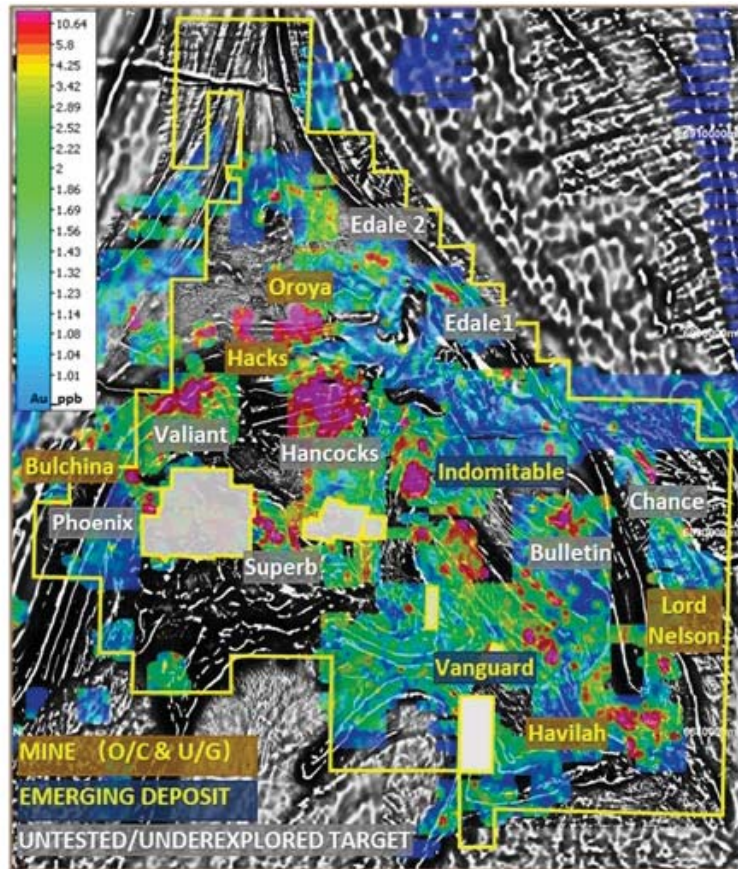 10.64
5.8
4.25
3.42
2.89
2.52
2.22
2
1.86
1.69
1.56
1.43
1.32
1.24
1.14
1.08
1.04
1.01
Au_ppb
Edale 2
Oroya
Edale1
Hacks
Valiant
Hancocks
Bulchina
Indomitable
Phoenix
Chance
Superb
Bulletin
Lord
Nelson
Vanguard
Havilah
MINE (O/C & U/G)
EMERGING DEPOSIT
UNTESTED/UNDEREXPLORED TARGET